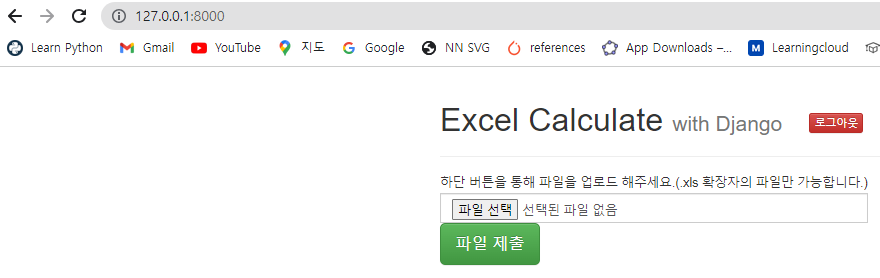 127.0.0.1:8000
Learn Python Gmail YouTube 지도 Google NN SVG references App Downloads –... Learningcloud
Excel Calculate with Django 로그아웃
하단 버튼을 통해 파일을 업로드 해주세요.(.xls 확장자의 파일만 가능합니다.)
파일 선택 선택된 파일 없음
파일 제출